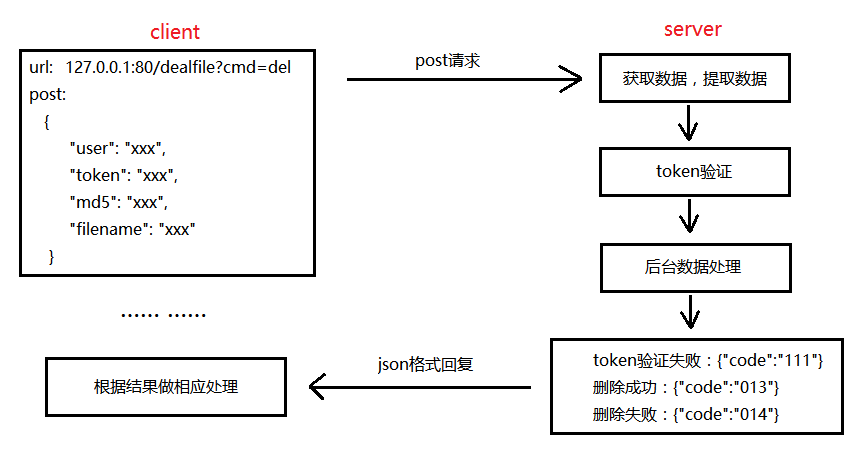 client
url: 127.0.0.1:80/dealfile?cmd=del
post:
{
"user": "xxx",
"token": "xxx",
"md5": "xxx",
"filename": "xxx"
}
post请求
server
获取数据，提取数据
token验证
后台数据处理
token验证失败：{"code":"111"}
删除成功：{"code":"013"}
删除失败：{"code":"014"}
json格式回复
…… ……
根据结果做相应处理